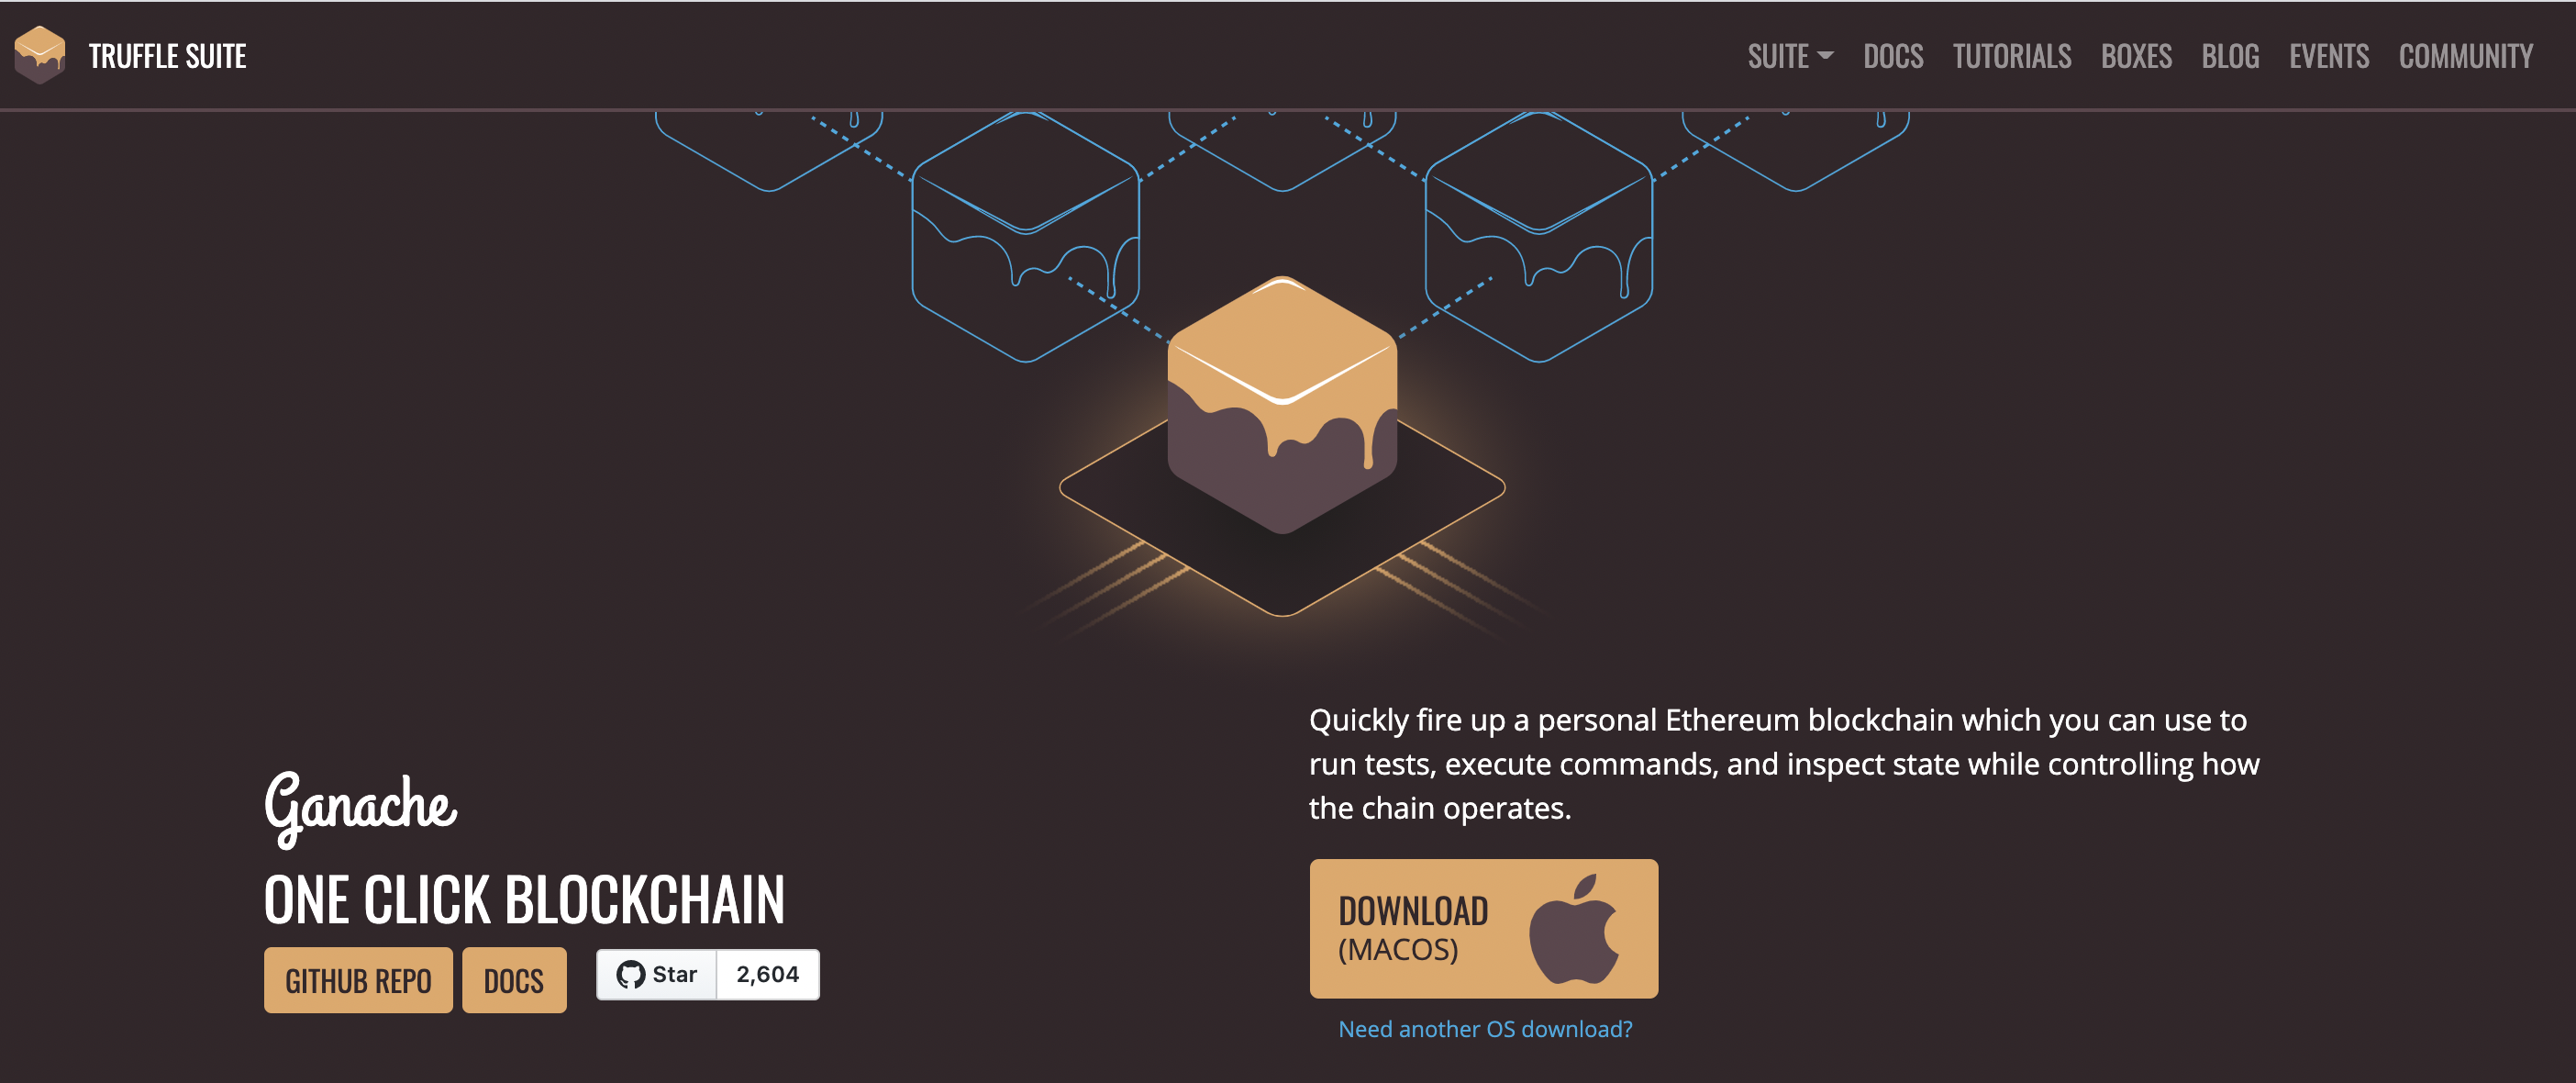 TRUFFLE SUITE
SUITE DOCS TUTORIALS BOXES BLOG EVENTS COMMUNITY
Ganache
ONE CLICK BLOCKCHAIN
GITHUB REPO
DOCS
Star
2,604
Quickly fire up a personal Ethereum blockchain which you can use to
run tests, execute commands, and inspect state while controlling how
the chain operates.
DOWNLOAD
(MACOS)
Need another OS download?